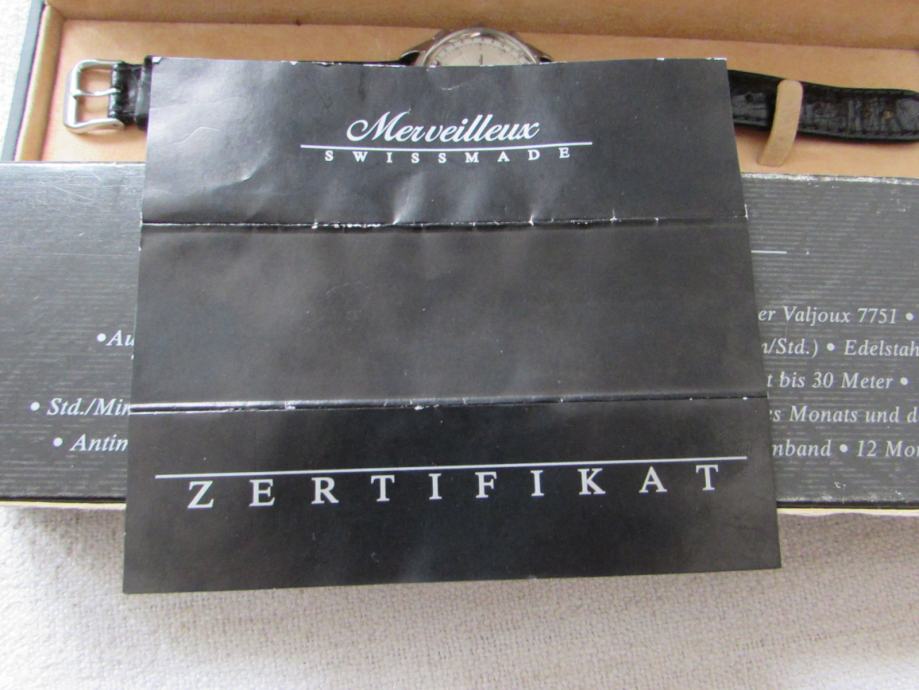 Merveilleux
SWISSMADE
er Valjoux 7751 •
/Std.) • Edelstah
t bis 30 Meter •
• Std./Min
s Monats und d
• Antim
mband • 12 Mo
ZERTIFIKAT